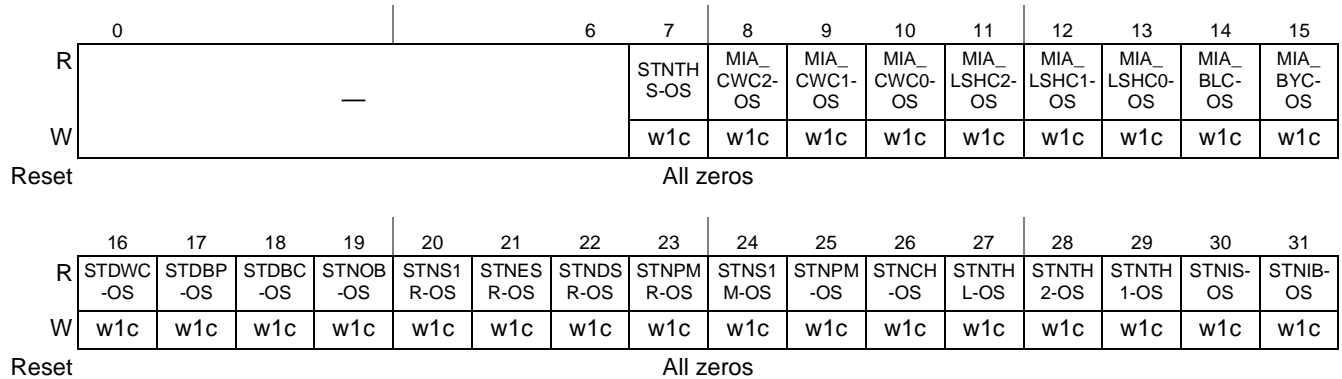 0 6 7 8 9 10 11 12 13 14 15
R — STNTH S-OS MIA_ CWC2- OS MIA_ CWC1- OS MIA_ CWC0- OS MIA_ LSHC2- OS MIA_ LSHC1- OS MIA_ LSHC0- OS MIA_ BLC- OS MIA_ BYC- OS
W w1c w1c w1c w1c w1c w1c w1c w1c w1c
Reset All zeros
16 17 18 19 20 21 22 23 24 25 26 27 28 29 30 31
R STDWC -OS STDBP -OS STDBC -OS STNOB -OS STNS1 R-OS STNES R-OS STNDS R-OS STNPM R-OS STNS1 M-OS STNPM -OS STNCH -OS STNTH L-OS STNTH 2-OS STNTH 1-OS STNIS- OS STNIB- OS
W w1c w1c w1c w1c w1c w1c w1c w1c w1c w1c w1c w1c w1c w1c w1c w1c
Reset All zeros